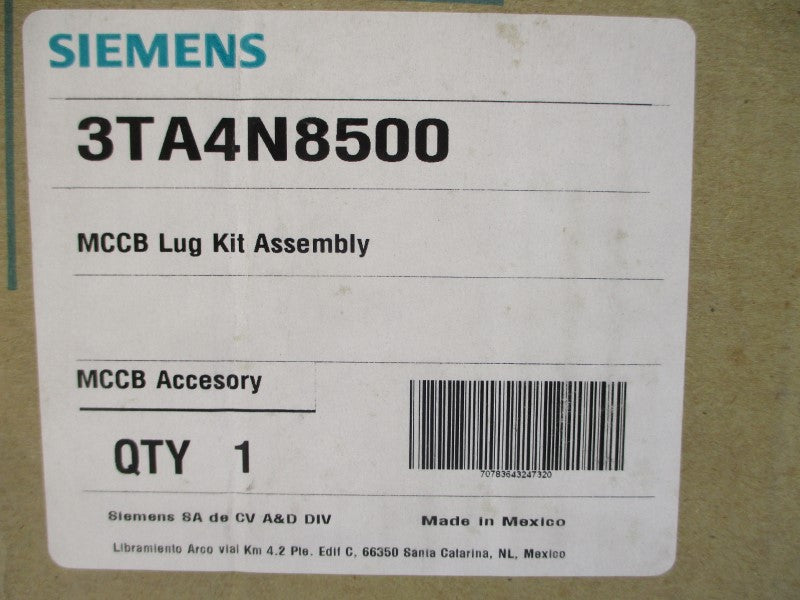 SIEMENS
3TA4N8500
MCCB Lug Kit Assembly
MCCB Accesory
QTY 1
70783643247320
Siemens SA de CV A&D DIV Made in Mexico
Libramiento Arco vial Km 4.2 Pte. Edif C, 66350 Santa Catarina, NL, Mexico